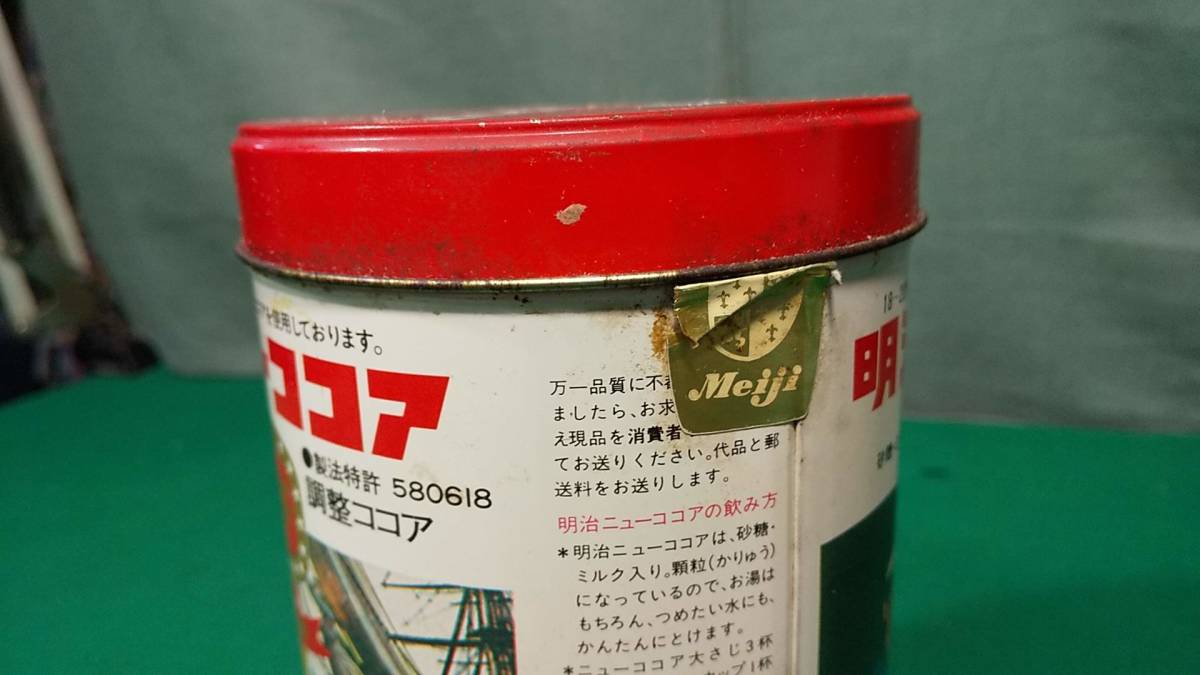 を使用しております。
ココア
●製法特許 580618
調整ココア
万一品質に不
ましたら、お求
え現品を消費者
てお送りください。代品と郵
送料をお送りします。
明治ニューココアの飲み方
*明治ニューココアは、砂糖・
ミルク入り。顆粒(かりゅう)
になっているので、お湯は
もちろん、つめたい水にも、
かんたんにとけます。
*ニューココア大さじ3杯
カップ1杯
Meiji
18-
明